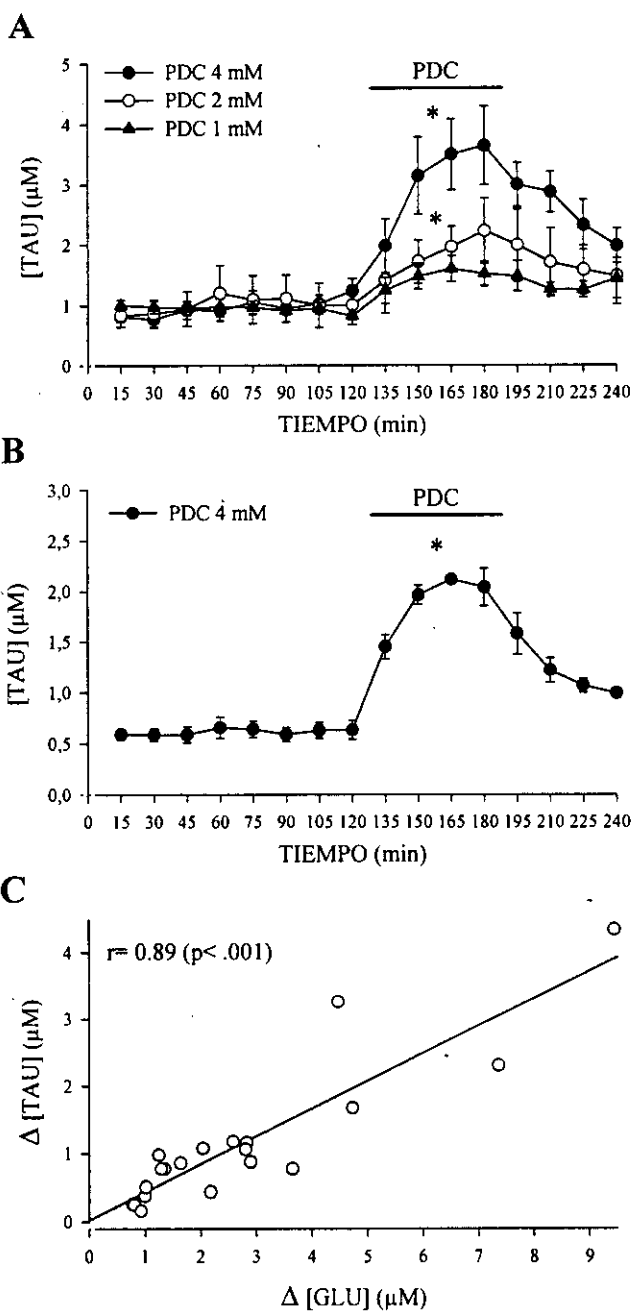 A
PDC 4 mM
PDC 2 mM
PDC 1 mM
PDC
*
*
[TAU] (μM)
5
4
3
2
1
0
0 15 30 45 60 75 90 105 120 135 150 165 180 195 210 225 240
TIEMPO (min)
B
PDC 4 mM
PDC
*
[TAU] (μM)
3,0
2,5
2,0
1,5
1,0
0,5
0,0
0 15 30 45 60 75 90 105 120 135 150 165 180 195 210 225 240
TIEMPO (min)
C
r= 0.89 (p< .001)
Δ [TAU] (μM)
4
3
2
1
0
0 1 2 3 4 5 6 7 8 9
Δ [GLU] (μM)